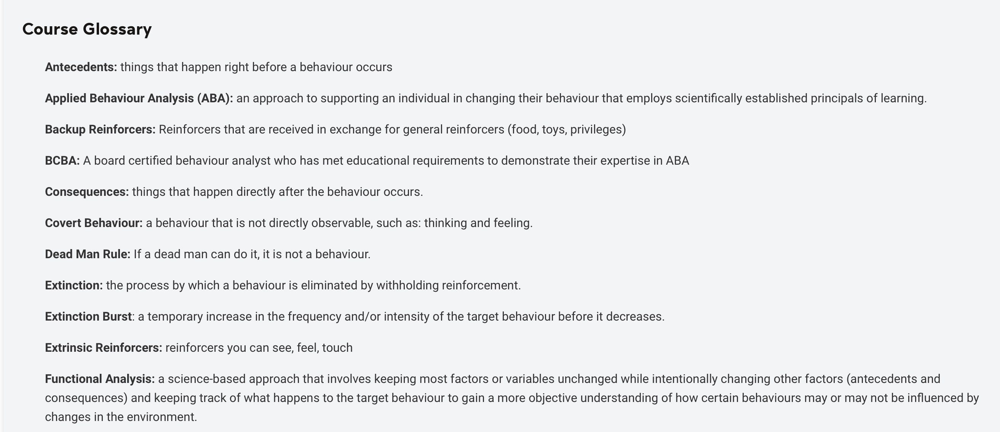 Course Glossary
Antecedents: things that happen right before a behaviour occurs
Applied Behaviour Analysis (ABA): an approach to supporting an individual in changing their behaviour that employs scientifically established principals of learning.
Backup Reinforcers: Reinforcers that are received in exchange for general reinforcers (food, toys, privileges)
BCBA: A board certified behaviour analyst who has met educational requirements to demonstrate their expertise in ABA
Consequences: things that happen directly after the behaviour occurs.
Covert Behaviour: a behaviour that is not directly observable, such as: thinking and feeling.
Dead Man Rule: If a dead man can do it, it is not a behaviour.
Extinction: the process by which a behaviour is eliminated by withholding reinforcement.
Extinction Burst: a temporary increase in the frequency and/or intensity of the target behaviour before it decreases.
Extrinsic Reinforcers: reinforcers you can see, feel, touch
Functional Analysis: a science-based approach that involves keeping most factors or variables unchanged while intentionally changing other factors (antecedents and
consequences) and keeping track of what happens to the target behaviour to gain a more objective understanding of how certain behaviours may or may not be influenced by
changes in the environment.